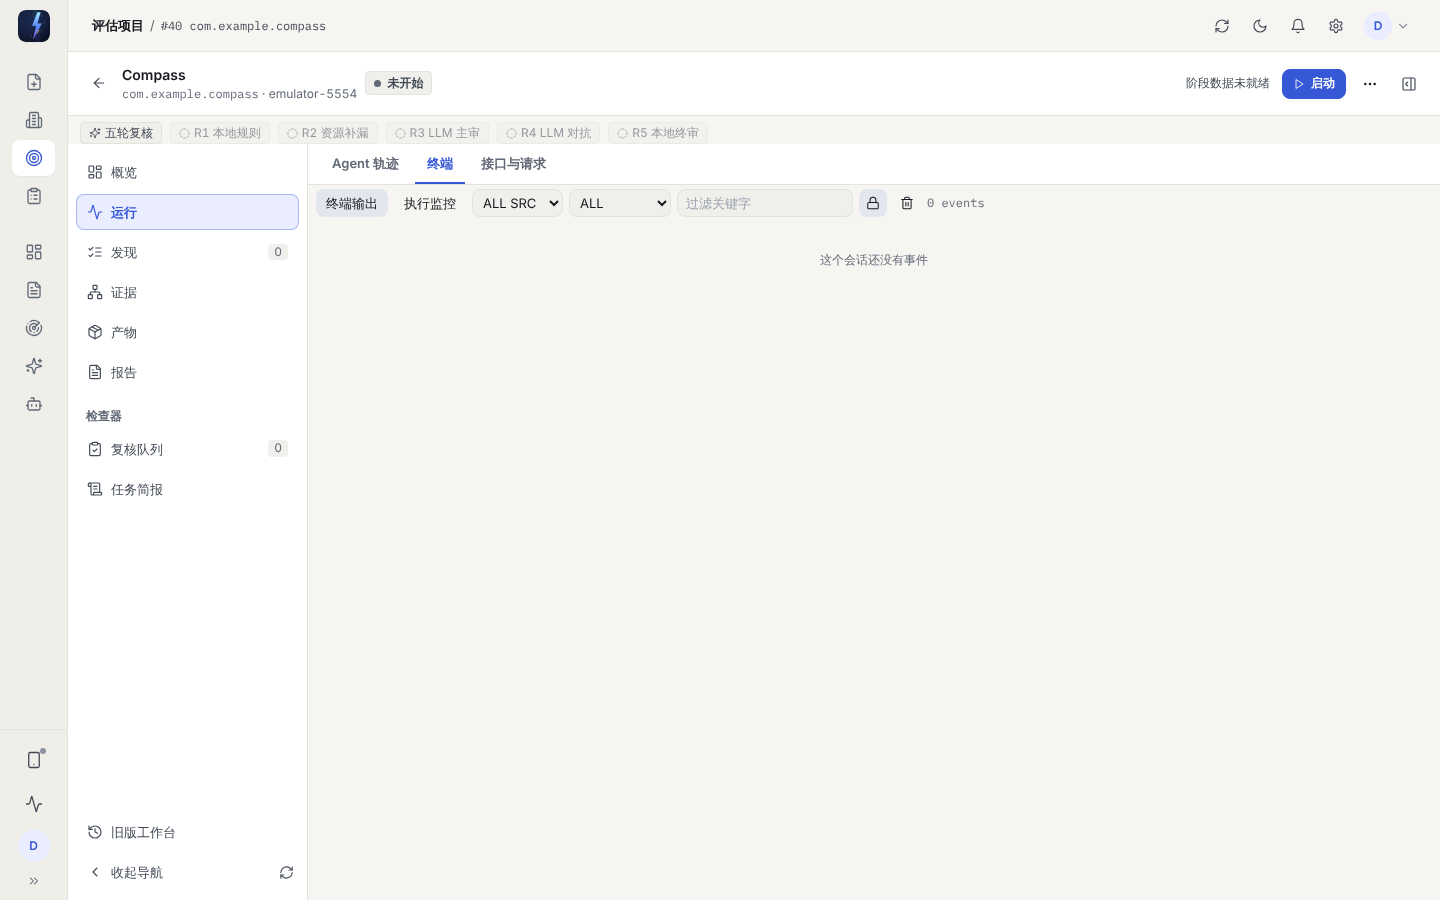 评估项目 / #40 com.example.compass
D
Compass
com.example.compass · emulator-5554
未开始
阶段数据未就绪
启动
五轮复核
R1 本地规则
R2 资源补漏
R3 LLM 主审
R4 LLM 对抗
R5 本地终审
概览
运行
发现 0
证据
产物
报告
检查器
复核队列 0
任务简报
旧版工作台
收起导航
Agent 轨迹
终端
接口与请求
终端输出
执行监控
ALL SRC
ALL
过滤关键字
0 events
这个会话还没有事件
D